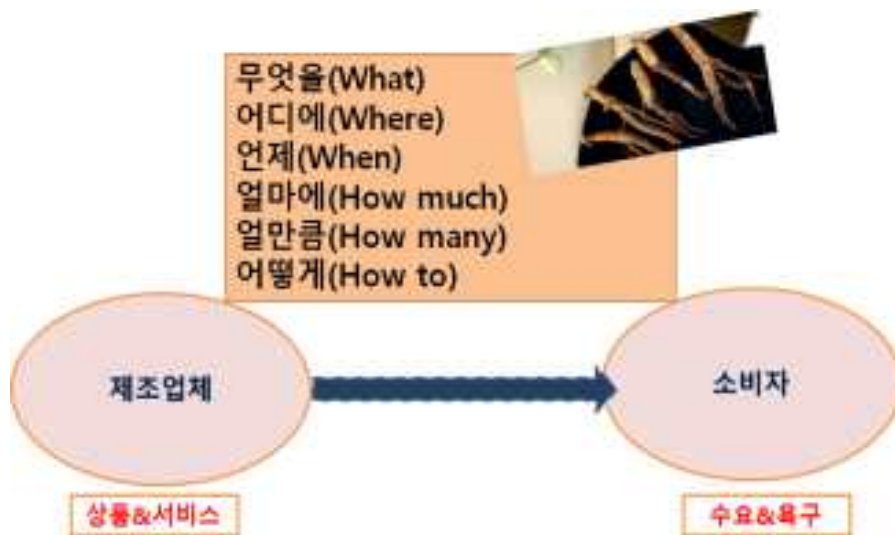 무엇을(What)
어디에(Where)
언제(When)
얼마에(How much)
얼만큼(How many)
어떻게(How to)
제조업체
소비자
상품&서비스
수요&욕구